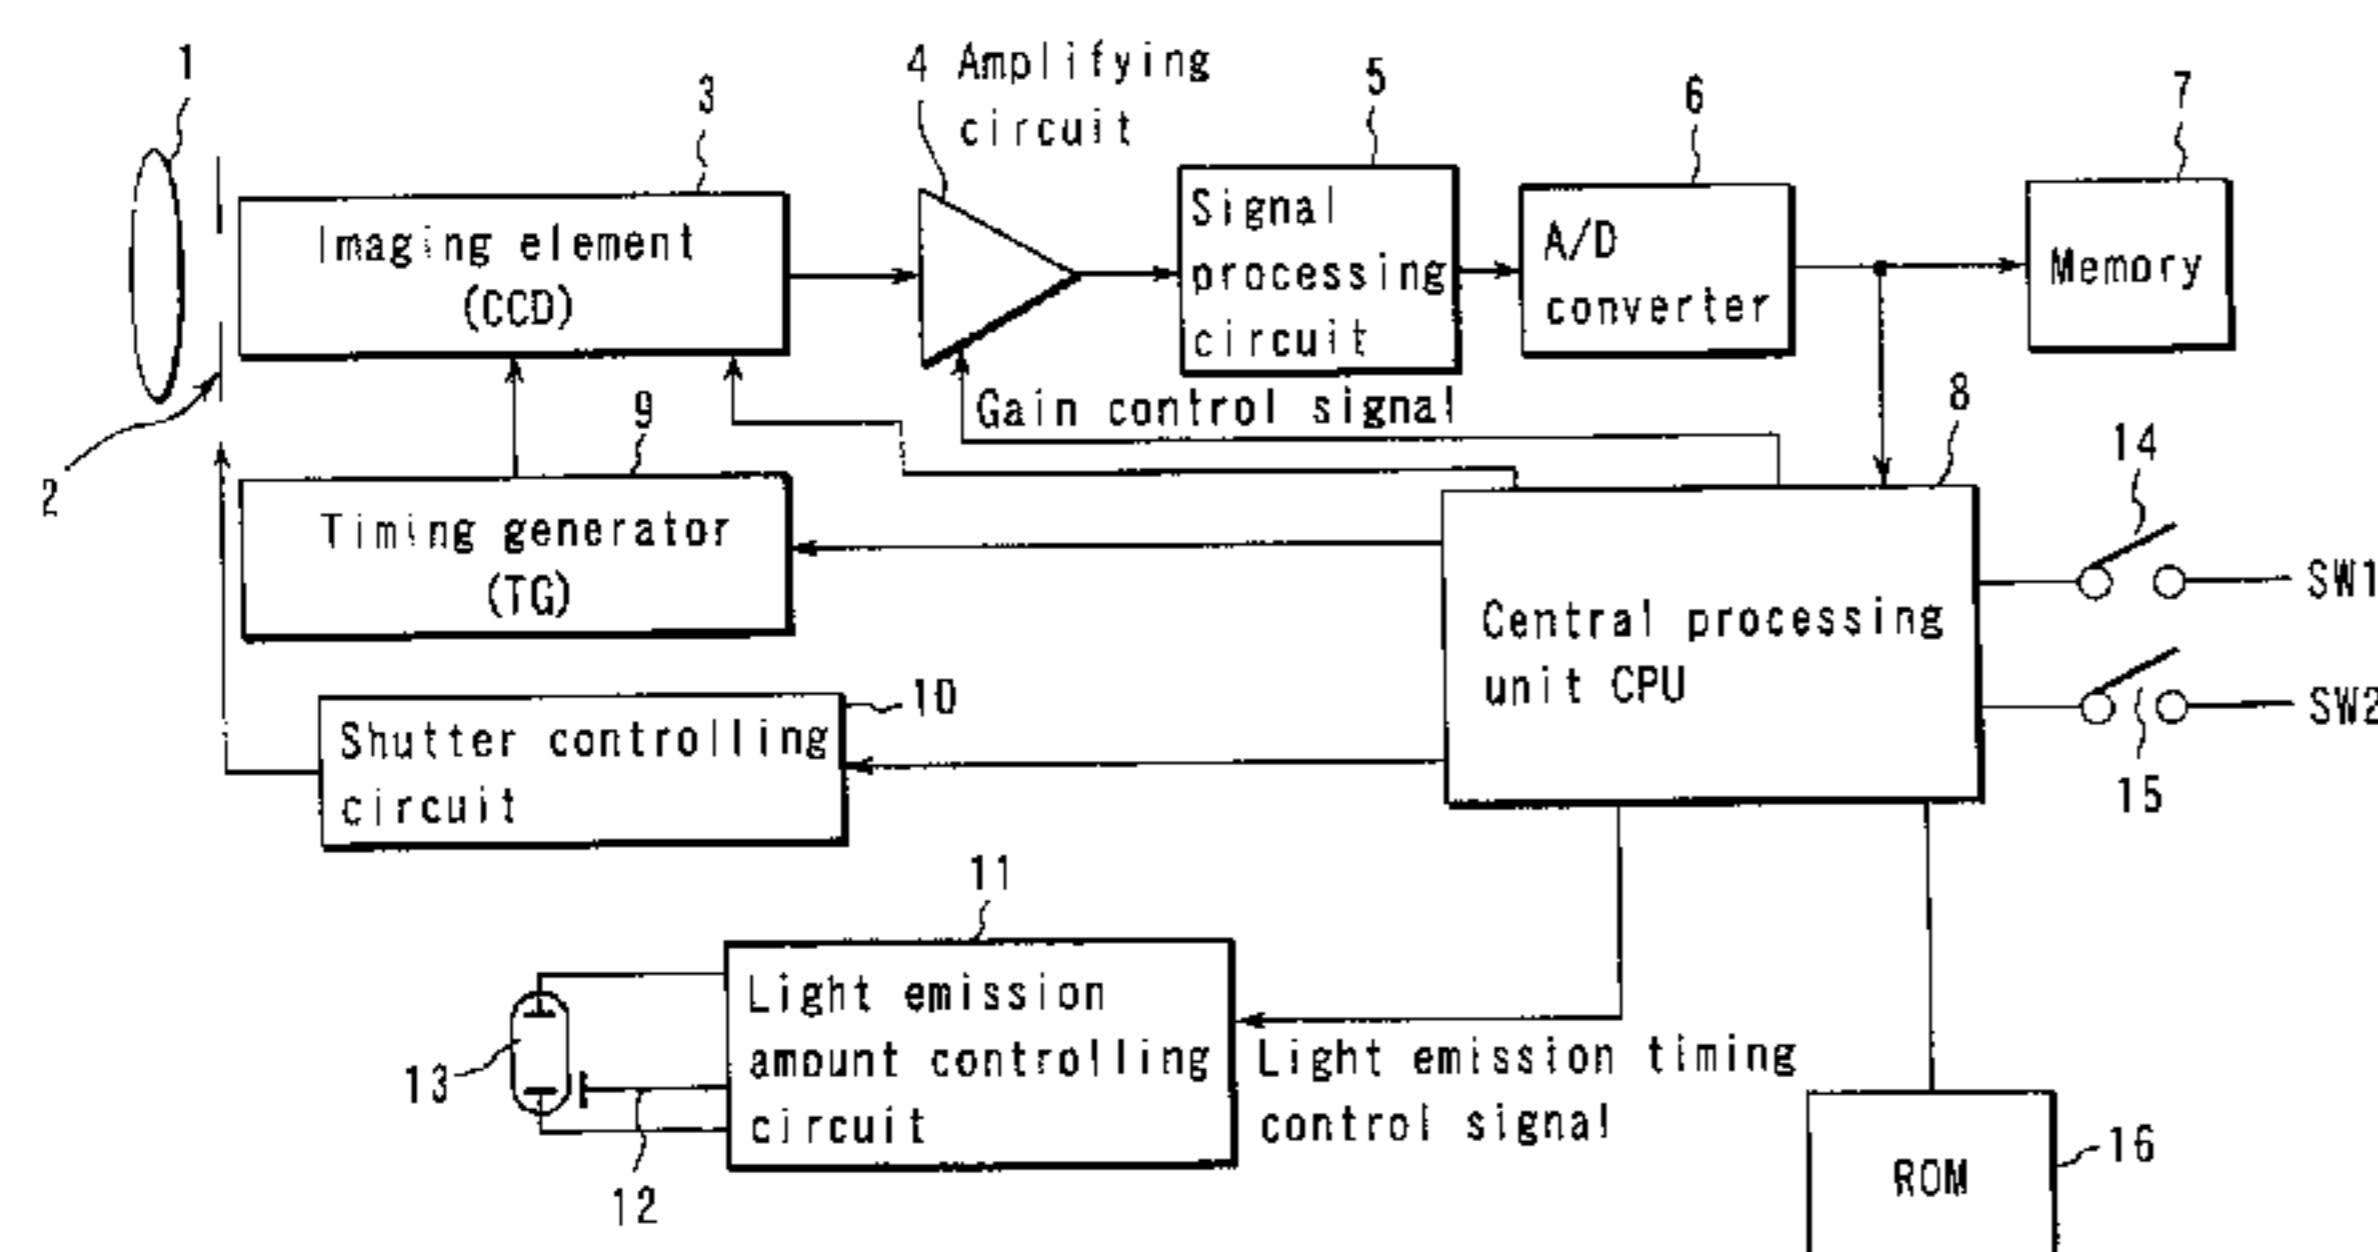 1
3
4 Amplifying
circuit
5
6
7
Imaging element
(CCD)
Signal
processing
circuit
A/D
converter
Memory
2
9
Gain control signal
8
14
Timing generator
(TG)
Central processing
unit CPU
SW1
SW2
15
10
Shutter controlling
circuit
11
Light emission
amount controlling
circuit
13
12
Light emission timing
control signal
ROM
16